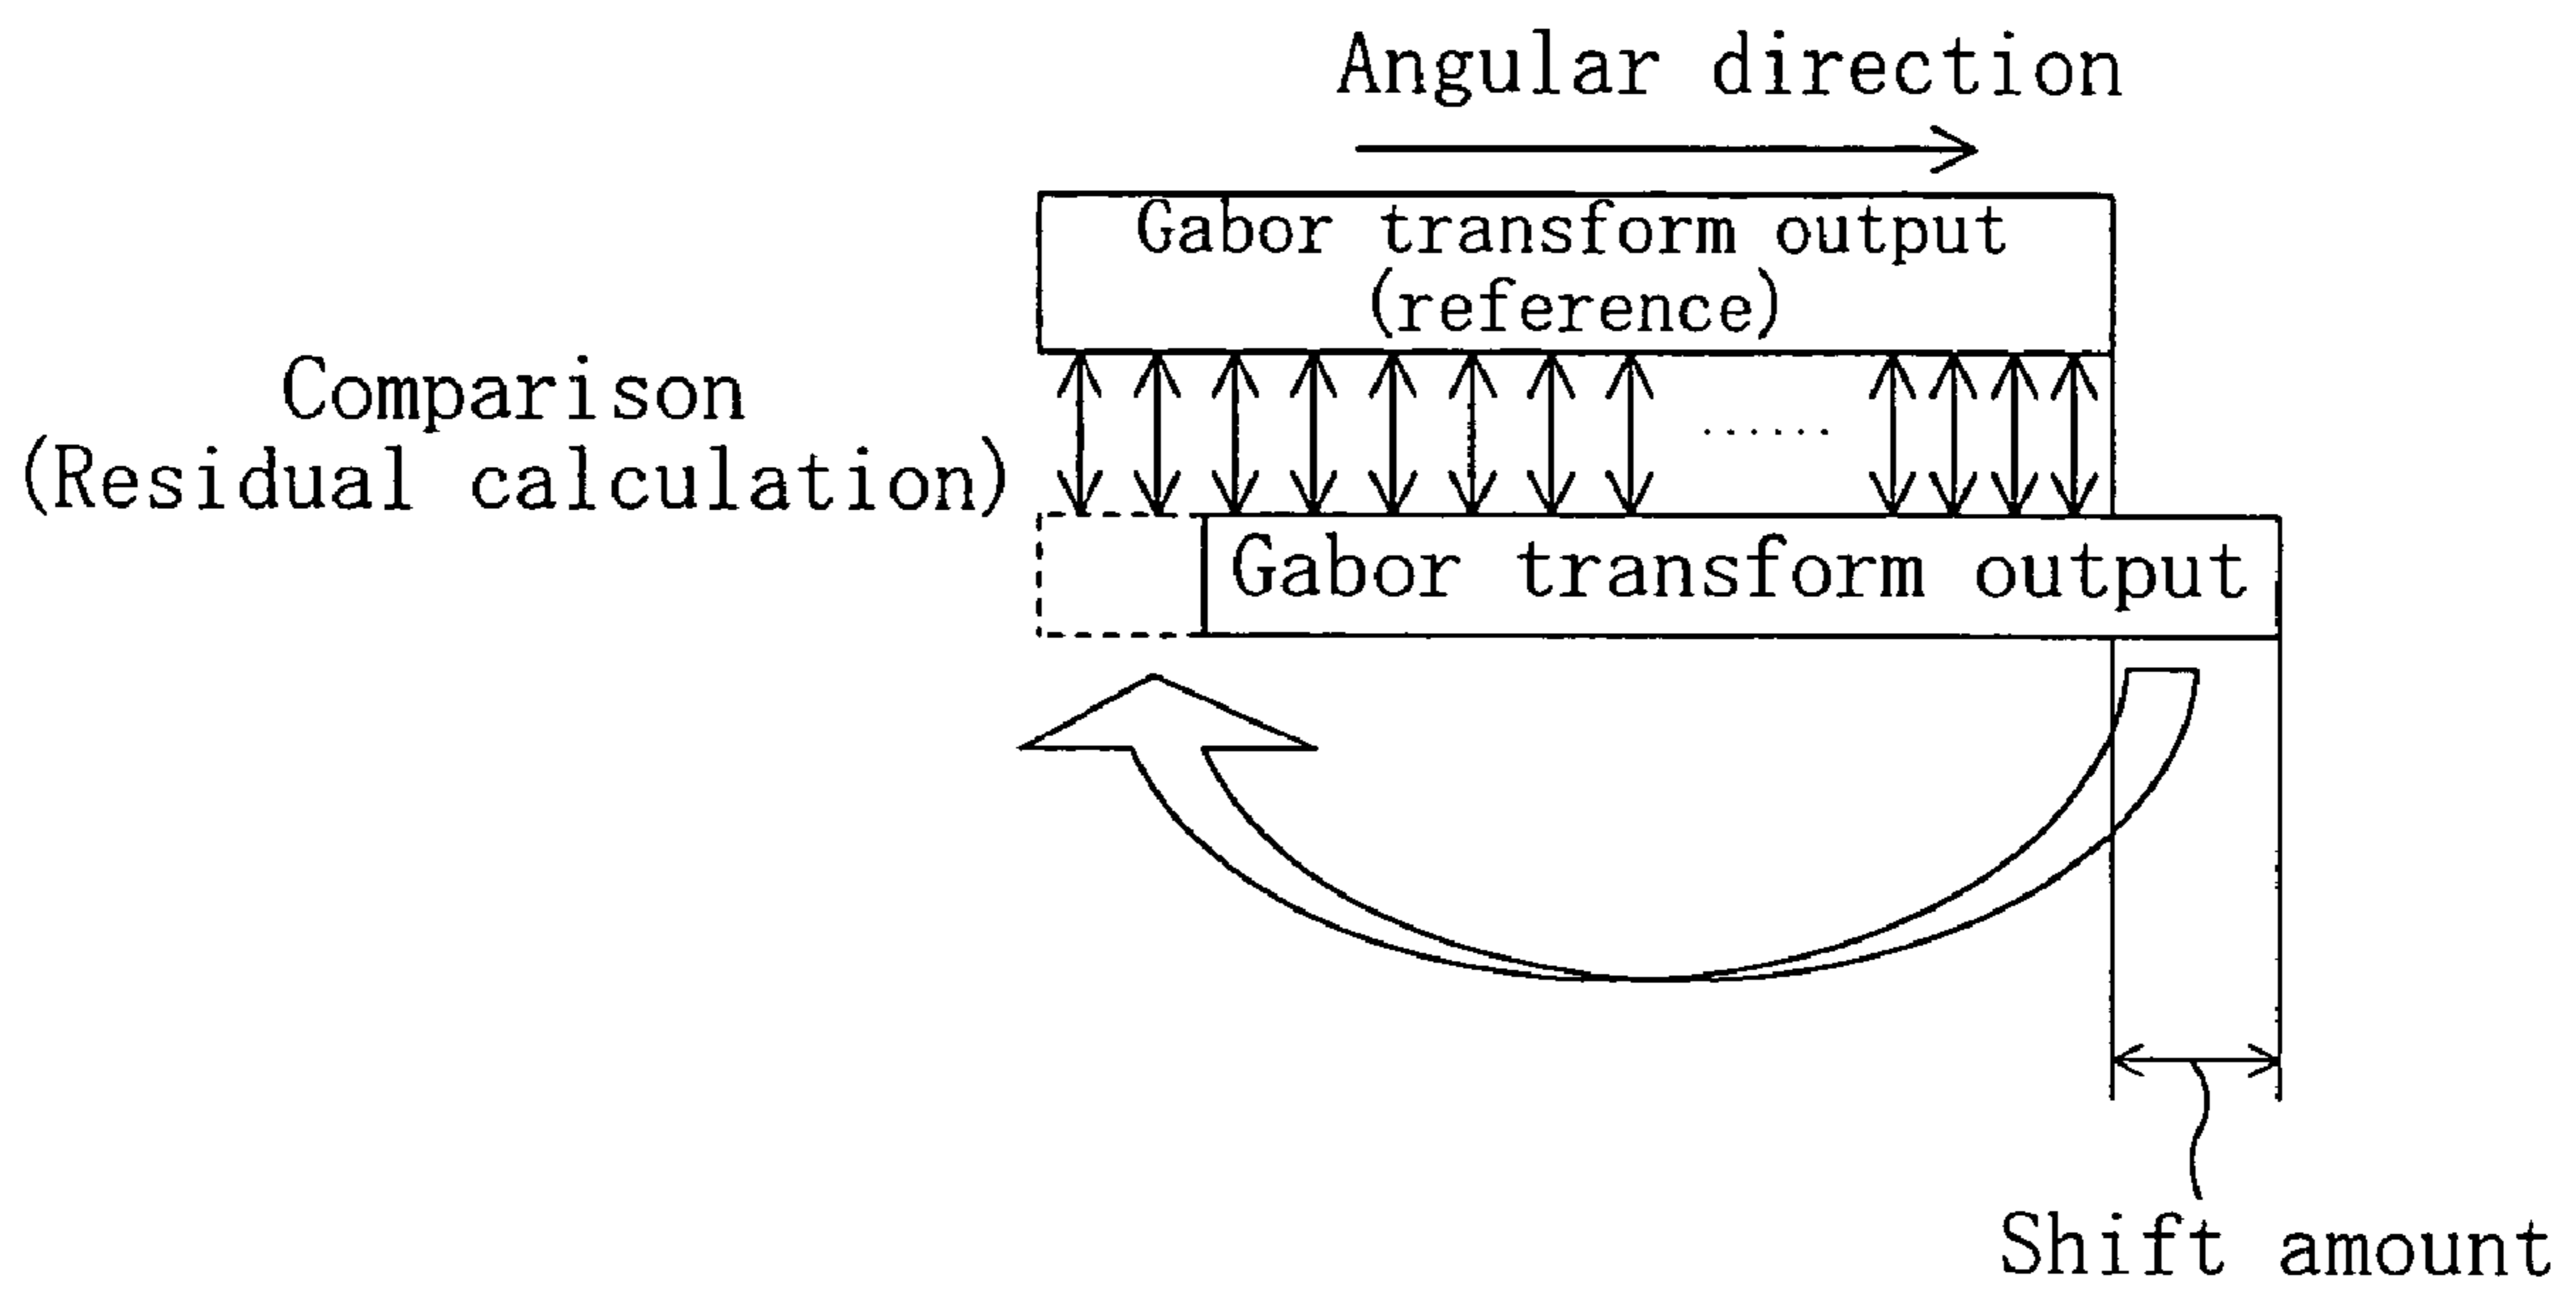 Angular direction
Gabor transform output
(reference)
Comparison
(Residual calculation)
......
Gabor transform output
Shift amount